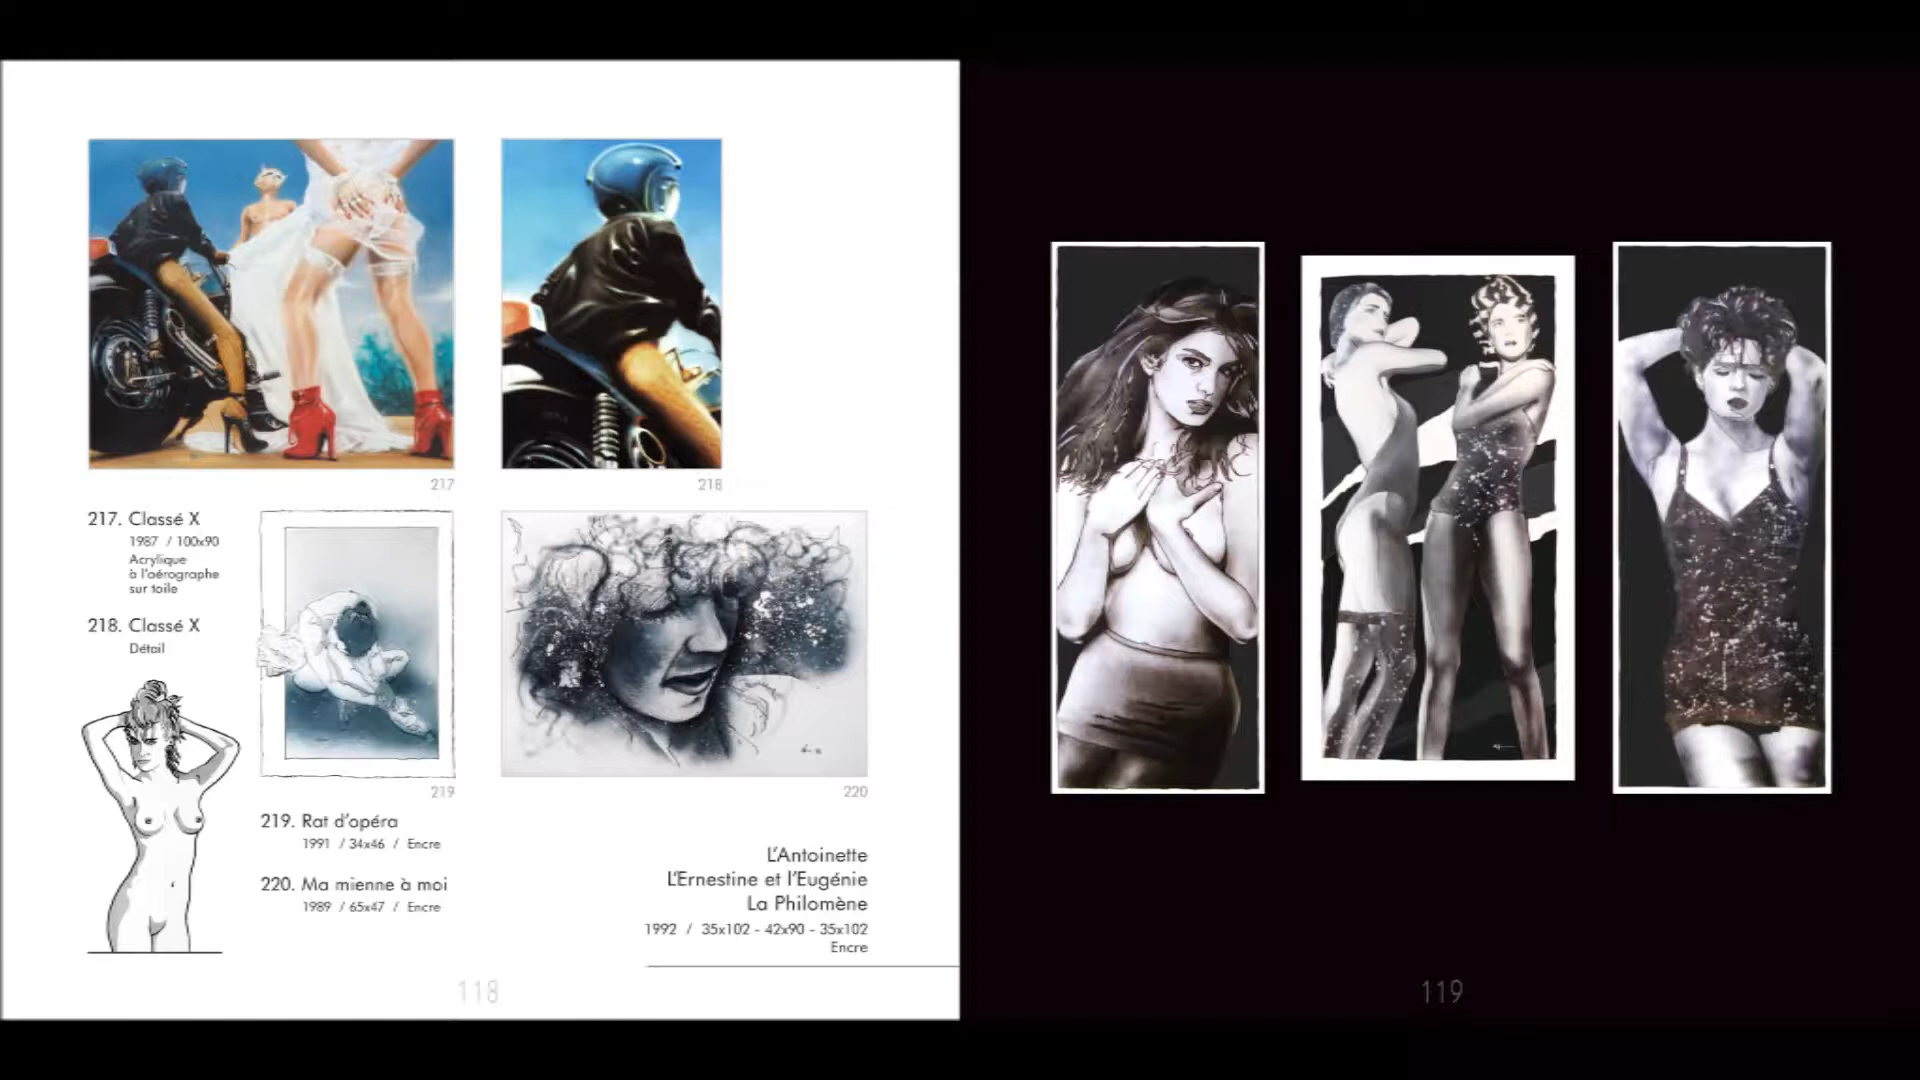 217
218
217. Classé X
1987 / 100x90
Acrylique
à l'aérographe
sur toile
218. Classé X
Détail
219
220
219. Rat d'opéra
1991 / 34x46 / Encre
220. Ma mienne à moi
1989 / 65x47 / Encre
L'Antoinette
L'Ernestine et l'Eugénie
La Philomène
1992 / 35x102 - 42x90 - 35x102
Encre
118
119